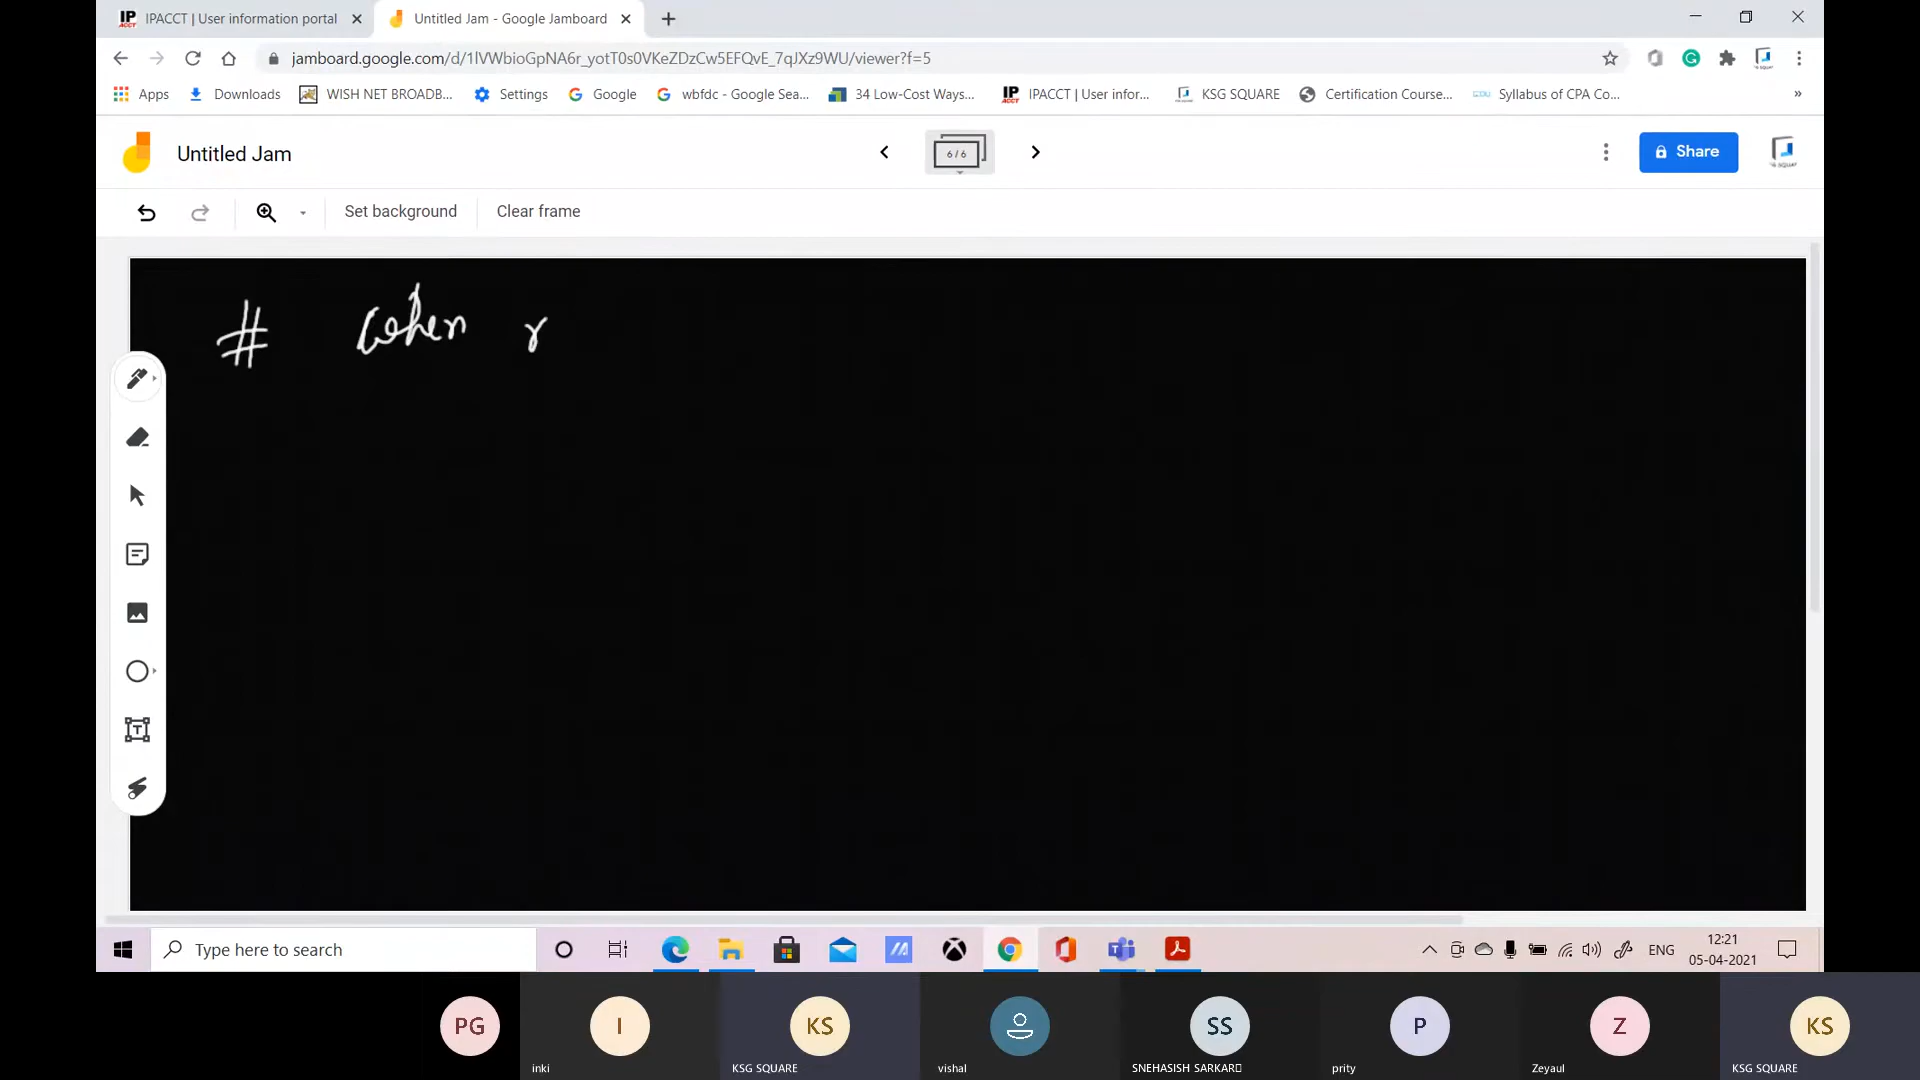 IPACCT | User information portal
Untitled Jam - Google Jamboard
jamboard.google.com/d/1lVWbioGpNA6r_yotT0s0VKeZDzCw5EFQvE_7qJXz9WU/viewer?f=5
Apps Downloads WISH NET BROADB... Settings Google wbfdc - Google Sea... 34 Low-Cost Ways... IPACCT | User infor... KSG SQUARE Certification Course... Syllabus of CPA Co... »
Untitled Jam 6 / 6 Share
Set background Clear frame
# When r
Type here to search ENG 12:21
05-04-2021
PG I KS SS P Z KS
inki KSG SQUARE vishal SNEHASISH SARKAR prity Zeyaul KSG SQUARE